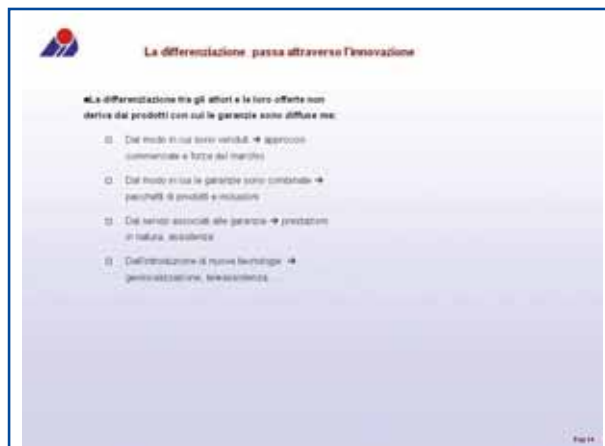 La differenziazione passa attraverso l'innovazione
■La differenziazione tra gli attori e le loro offerte non
deriva dai prodotti con cui le garanzie sono diffuse ma:
□ Dal modo in cui sono venduti ➔ approccio
commerciale e forza del marchio
□ Dal modo in cui le garanzie sono combinate ➔
pacchetti di prodotti e inclusioni
□ Dai servizi associati alle garanzie ➔ prestazioni
in natura, assistenza
□ Dall'introduzione di nuove tecnologie ➔
geolocalizzazione, teleassistenza, ...